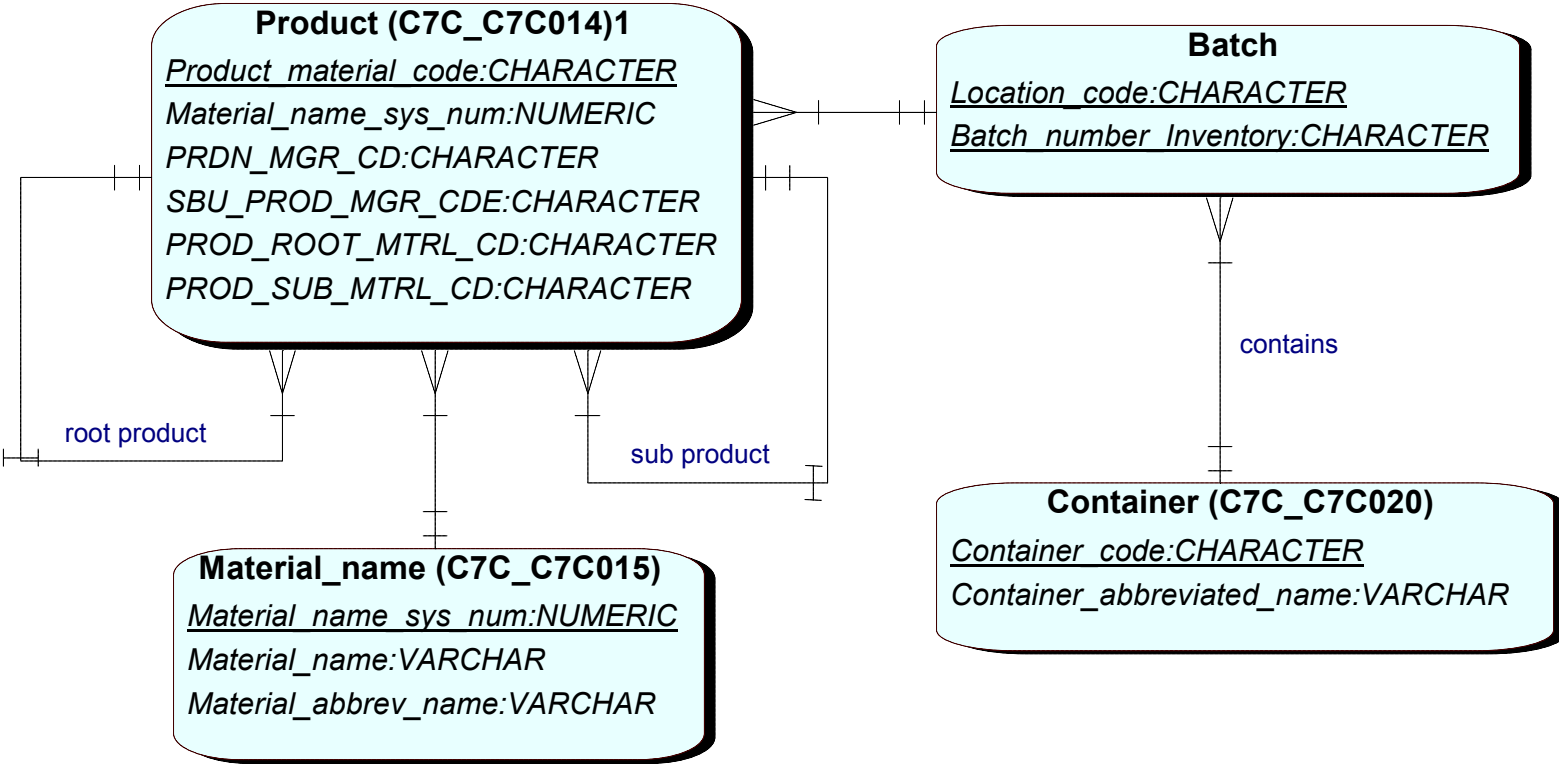 Product (C7C_C7C014)1
Product_material_code:CHARACTER
Material_name_sys_num:NUMERIC
PRDN_MGR_CD:CHARACTER
SBU_PROD_MGR_CDE:CHARACTER
PROD_ROOT_MTRL_CD:CHARACTER
PROD_SUB_MTRL_CD:CHARACTER
Batch
Location_code:CHARACTER
Batch_number_Inventory:CHARACTER
contains
root product
sub product
Material_name (C7C_C7C015)
Material_name_sys_num:NUMERIC
Material_name:VARCHAR
Material_abbrev_name:VARCHAR
Container (C7C_C7C020)
Container_code:CHARACTER
Container_abbreviated_name:VARCHAR